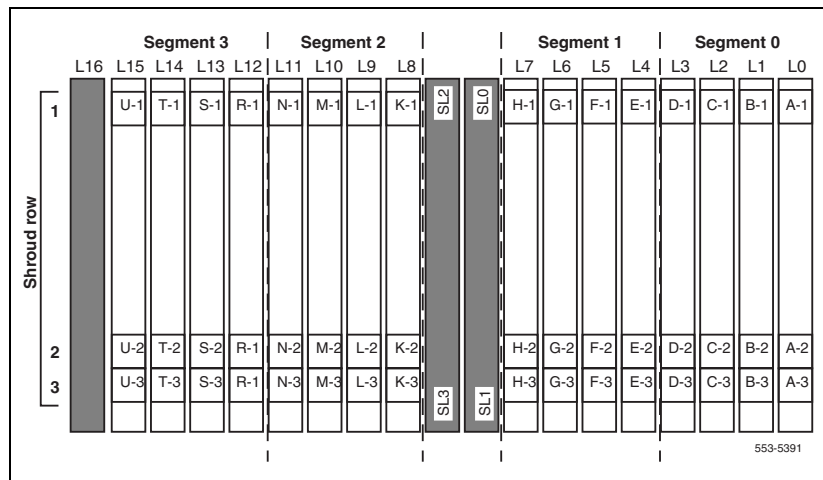 Segment 3 Segment 2 Segment 1 Segment 0
L16 L15 L14 L13 L12 L11 L10 L9 L8 L7 L6 L5 L4 L3 L2 L1 L0
1 U-1 T-1 S-1 R-1 N-1 M-1 L-1 K-1 SL2 SL0 H-1 G-1 F-1 E-1 D-1 C-1 B-1 A-1
Shroud row
2 U-2 T-2 S-2 R-1 N-2 M-2 L-2 K-2 H-2 G-2 F-2 E-2 D-2 C-2 B-2 A-2
3 U-3 T-3 S-3 R-1 N-3 M-3 L-3 K-3 SL3 SL1 H-3 G-3 F-3 E-3 D-3 C-3 B-3 A-3
553-5391